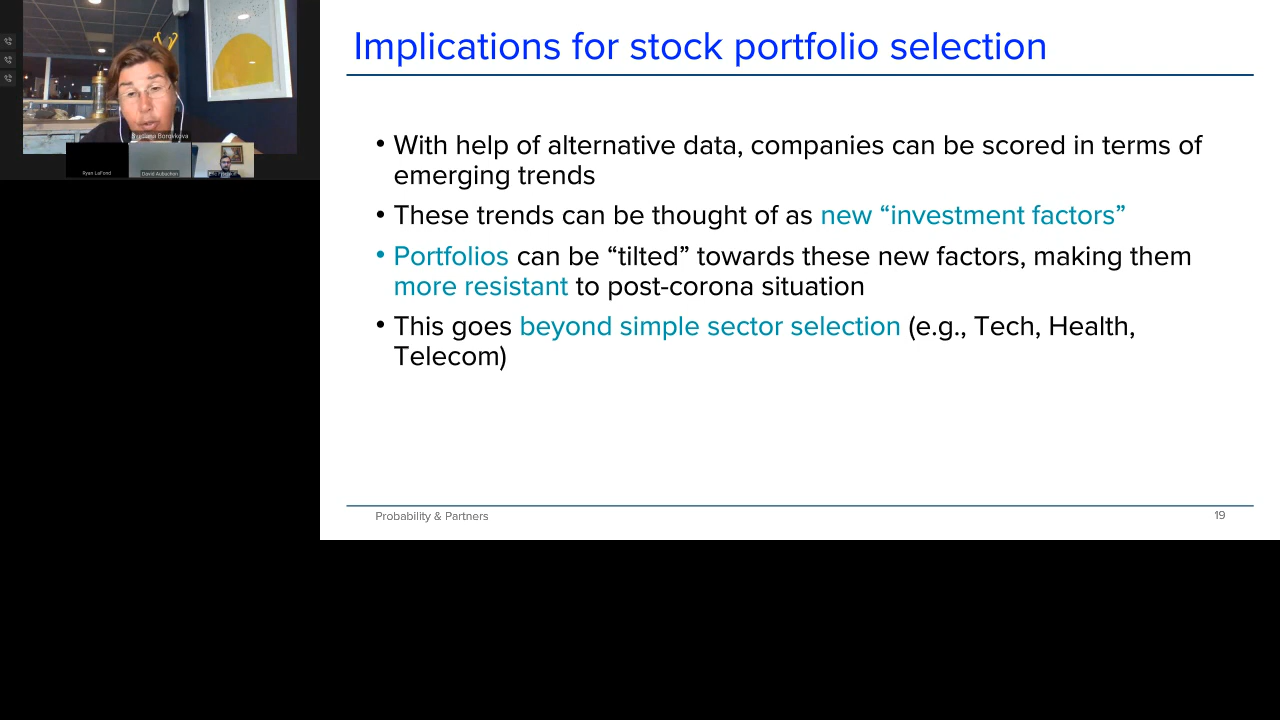 Implications for stock portfolio selection
• With help of alternative data, companies can be scored in terms of
emerging trends
• These trends can be thought of as new “investment factors”
• Portfolios can be “tilted” towards these new factors, making them
more resistant to post-corona situation
• This goes beyond simple sector selection (e.g., Tech, Health,
Telecom)
Probability & Partners
19
Svetlana Borovkova
Ryan LaFond
David Aubuchon